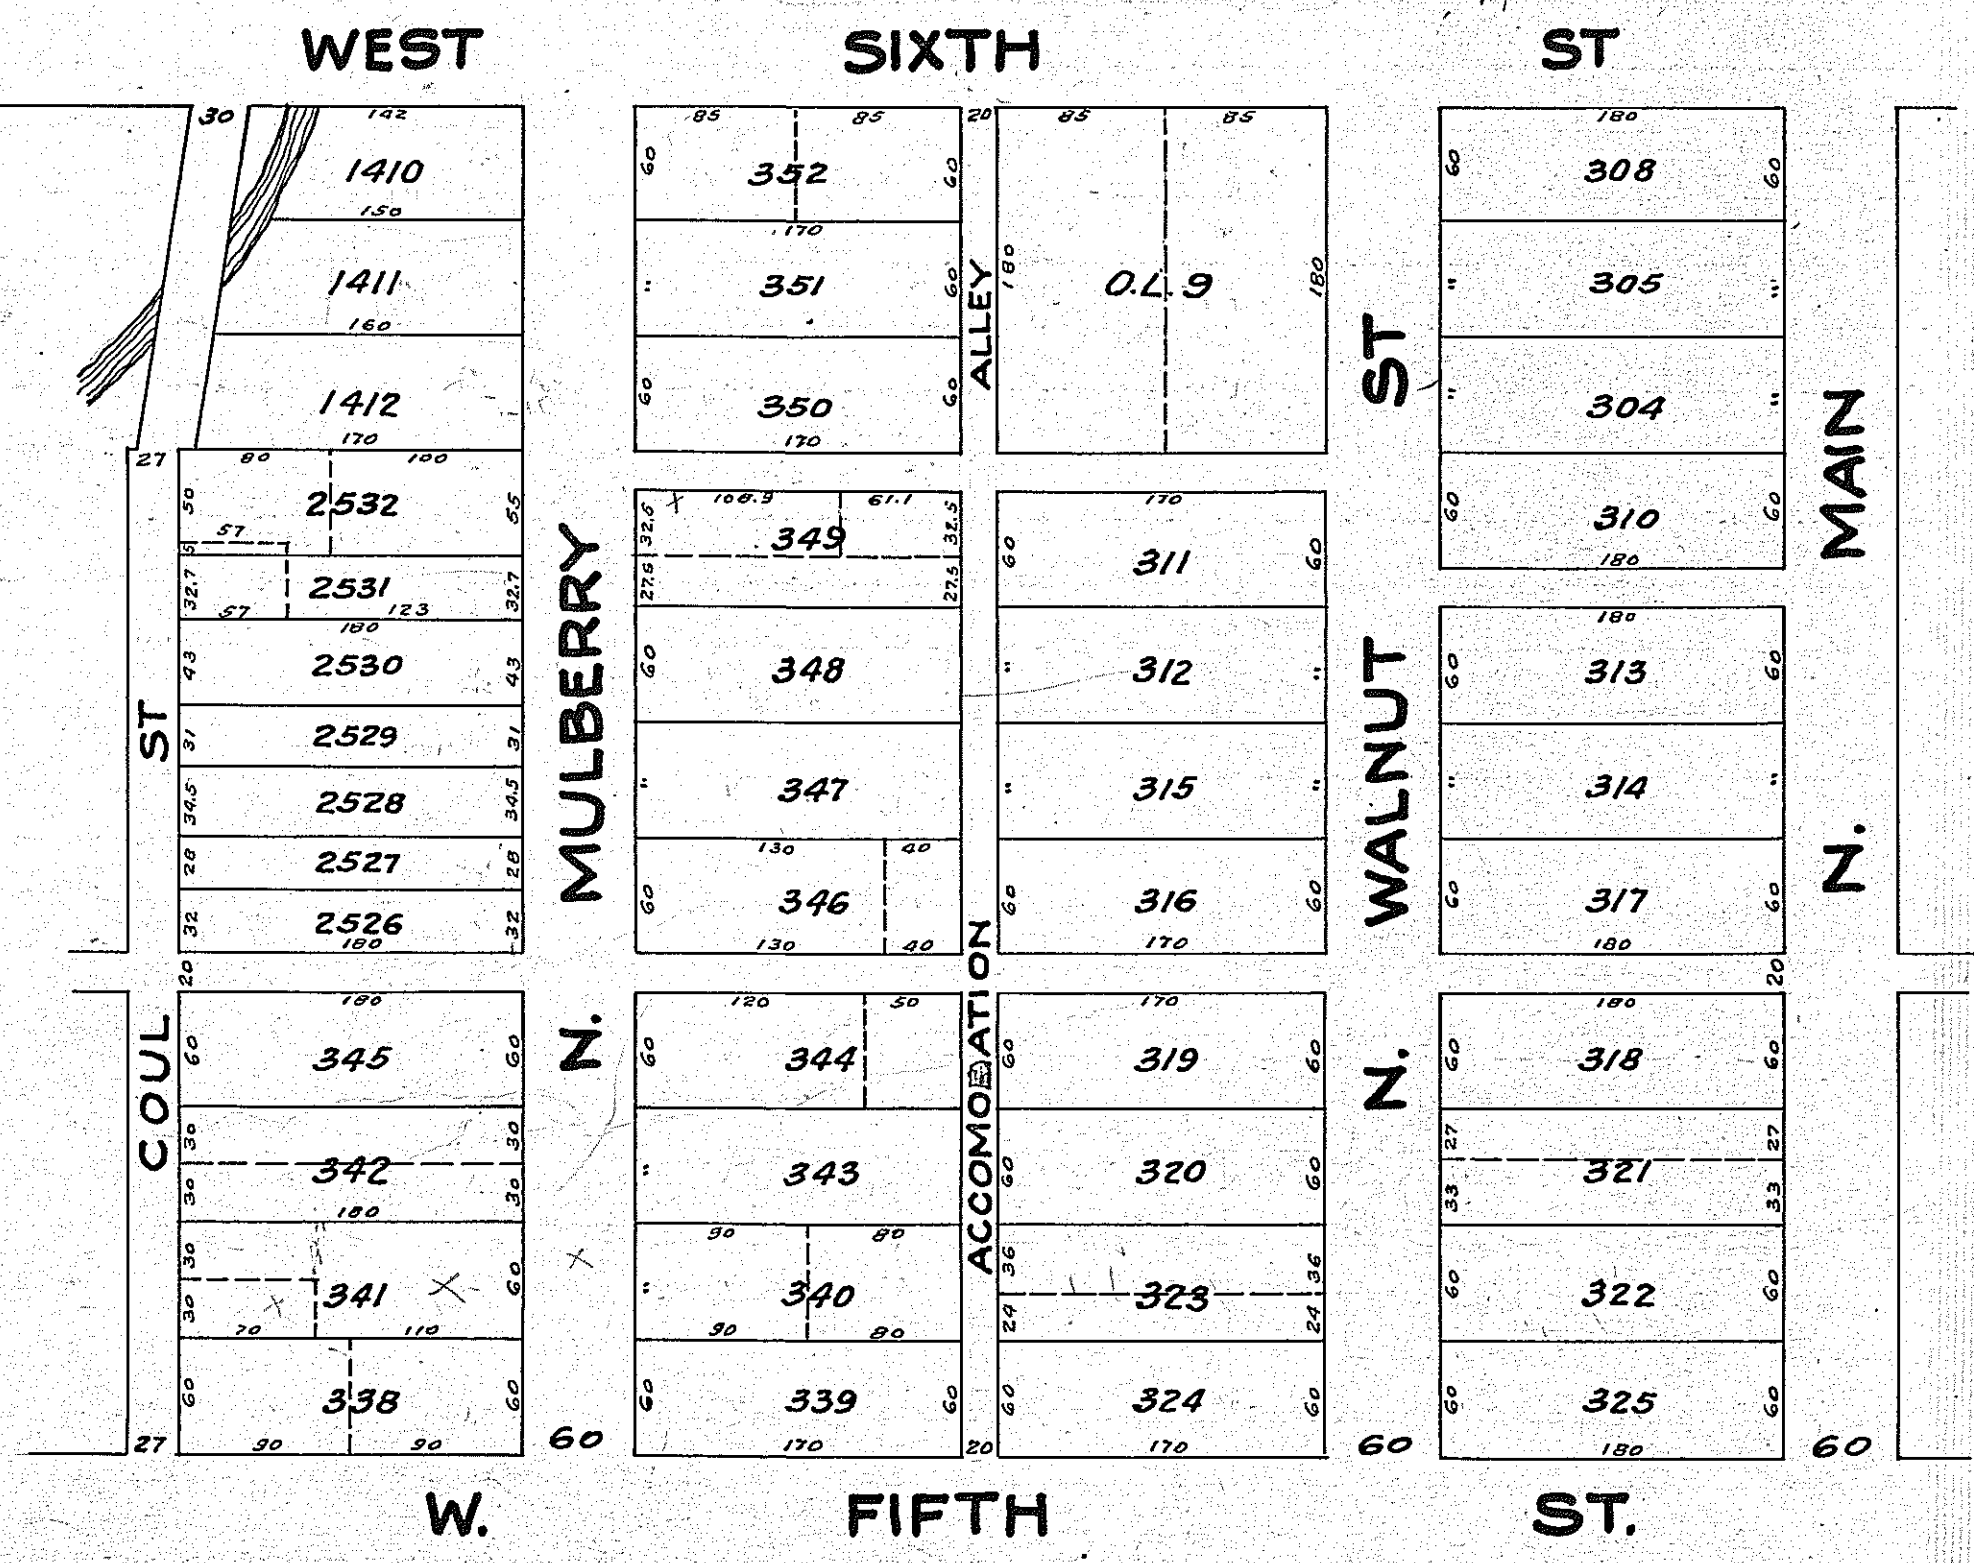 WEST SIXTH ST
30 142
1410
150
1411
160
1412
170
27 80 100
50 2532 55
57
5
32.7 2531 32.7
57 123
180
43 2530 43
31 2529 31
34.5 2528 34.5
28 2527 28
32 2526 32
180
20
180
60 345 60
30 30
342
30 30
180
30
341 60
30
70 110
60 338 60
27 90 90
COUL ST
N. MULBERRY
60
85 85
60 352 60
170
" 351 60
60 350 60
170
108.9 61.1
32.5 349 32.5
27.5 27.5
60 348
" 347
130 40
60 346
130 40
120 50
60 344
" 343
90 80
" 340
90 80
60 339 60
170
20
ACCOMODATION ALLEY
20
85 85
180 O.L.9 180
170
60 311 60
" 312 "
" 315 "
60 316 60
170
170
60 319 60
60 320 60
36 36
323
24 24
60 324 60
170
N. WALNUT ST
60
180
60 308 60
" 305 "
" 304 "
60 310 60
180
180
60 313 60
" 314 "
60 317 60
180
20
180
60 318 60
27 27
321
33 33
60 322 60
60 325 60
180
N. MAIN
60
W. FIFTH ST.